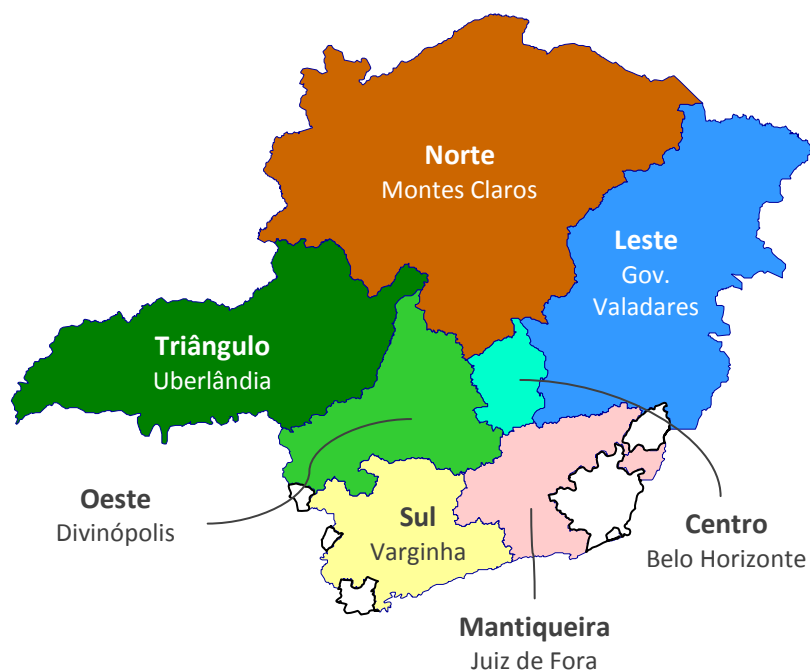 Norte
Montes Claros
Leste
Gov.
Valadares
Triângulo
Uberlândia
Oeste
Divinópolis
Sul
Varginha
Centro
Belo Horizonte
Mantiqueira
Juiz de Fora